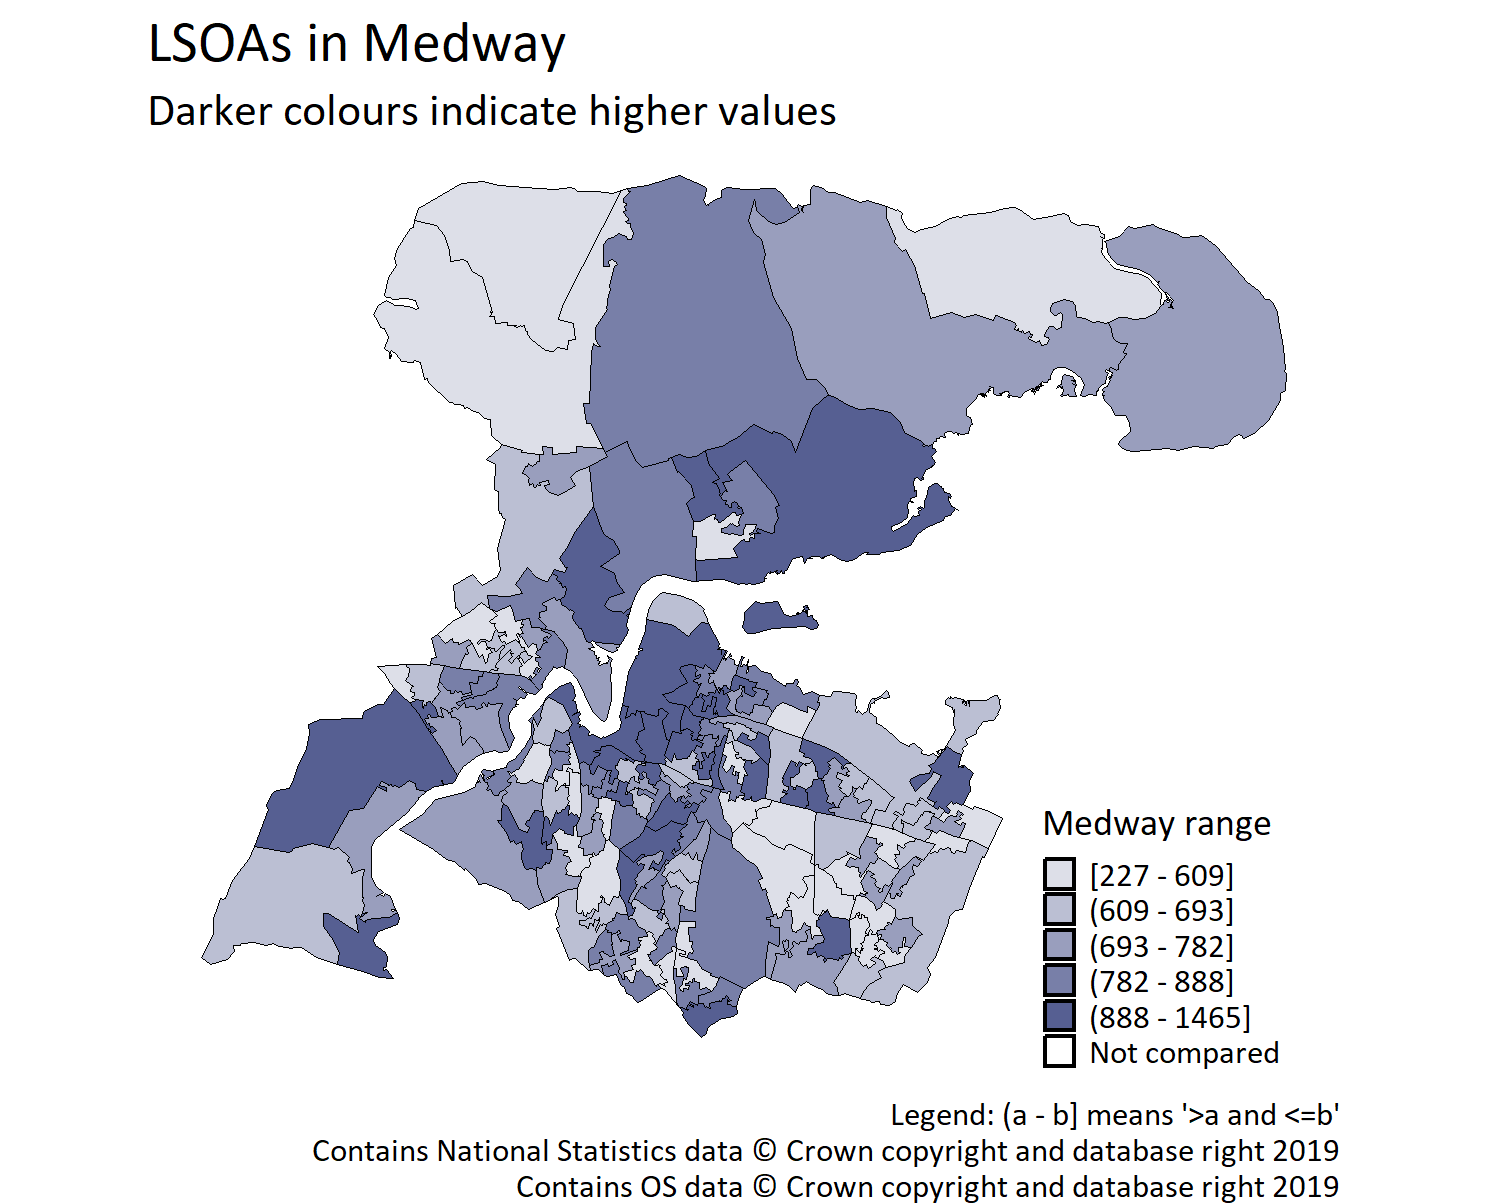 LSOAs in Medway
Darker colours indicate higher values
Medway range
[227 - 609]
(609 - 693]
(693 - 782]
(782 - 888]
(888 - 1465]
Not compared
Legend: (a - b] means '>a and <=b'
Contains National Statistics data © Crown copyright and database right 2019
Contains OS data © Crown copyright and database right 2019